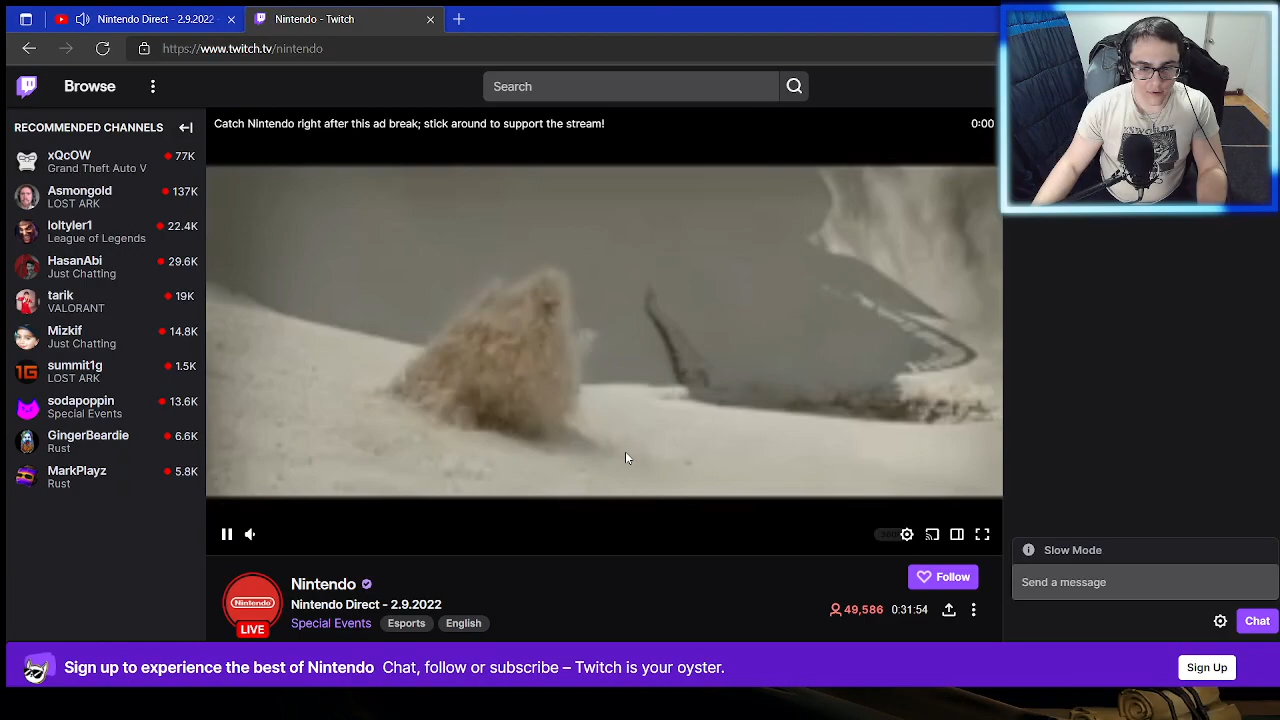 Nintendo Direct - 2.9.2022
Nintendo - Twitch
https://www.twitch.tv/nintendo
Browse
Search
RECOMMENDED CHANNELS
Catch Nintendo right after this ad break; stick around to support the stream!
0:00
xQcOW
77K
Grand Theft Auto V
Asmongold
137K
LOST ARK
loltyler1
22.4K
League of Legends
HasanAbi
29.6K
Just Chatting
tarik
19K
VALORANT
Mizkif
14.8K
Just Chatting
summit1g
1.5K
LOST ARK
sodapoppin
13.6K
Special Events
GingerBeardie
6.6K
Rust
MarkPlayz
5.8K
Rust
Slow Mode
Send a message
Chat
Nintendo
LIVE
Nintendo
Follow
Nintendo Direct - 2.9.2022
49,586
0:31:54
Special Events
Esports
English
Sign up to experience the best of Nintendo
Chat, follow or subscribe – Twitch is your oyster.
Sign Up